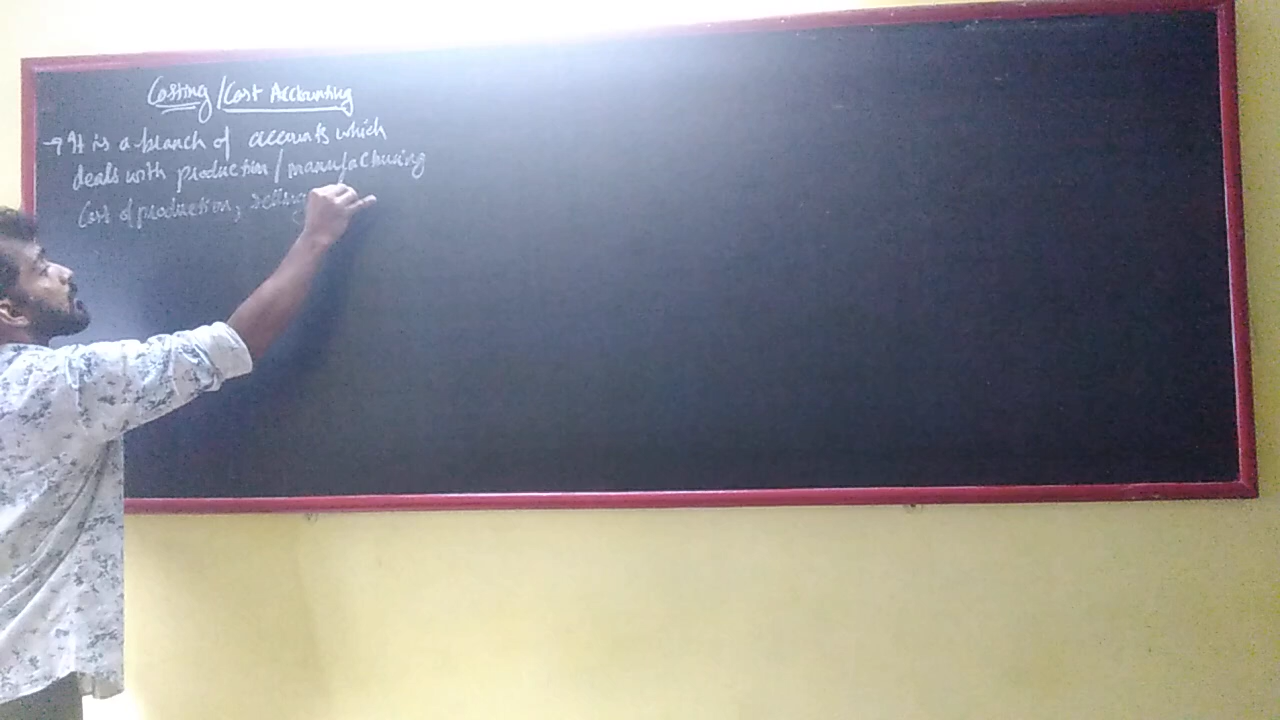 Costing / Cost Accounting
→ It is a branch of accounts which
deals with production / manufacturing
Cost of production, selling